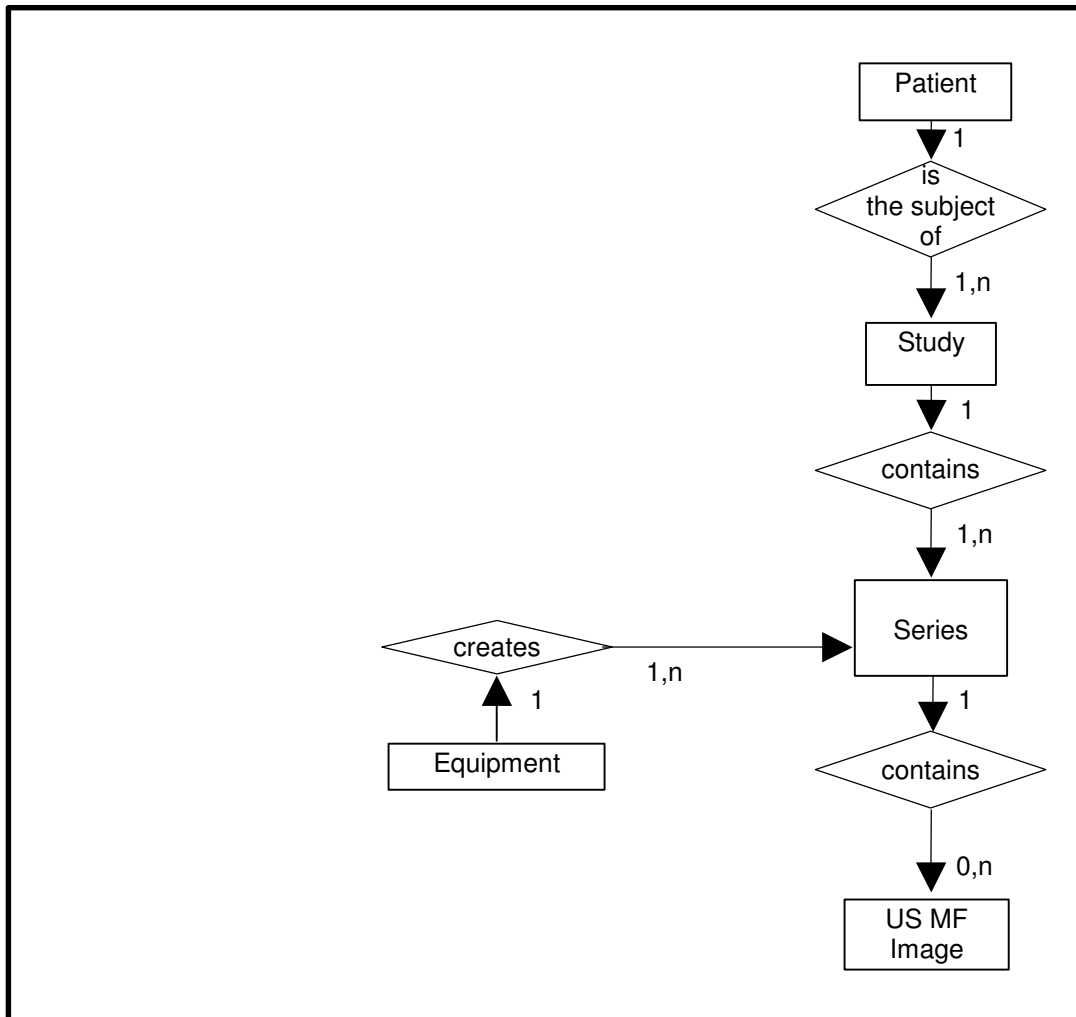 Patient
1
is
the subject
of
1,n
Study
1
contains
1,n
Series
creates
1,n
1
1
Equipment
contains
0,n
US MF
Image